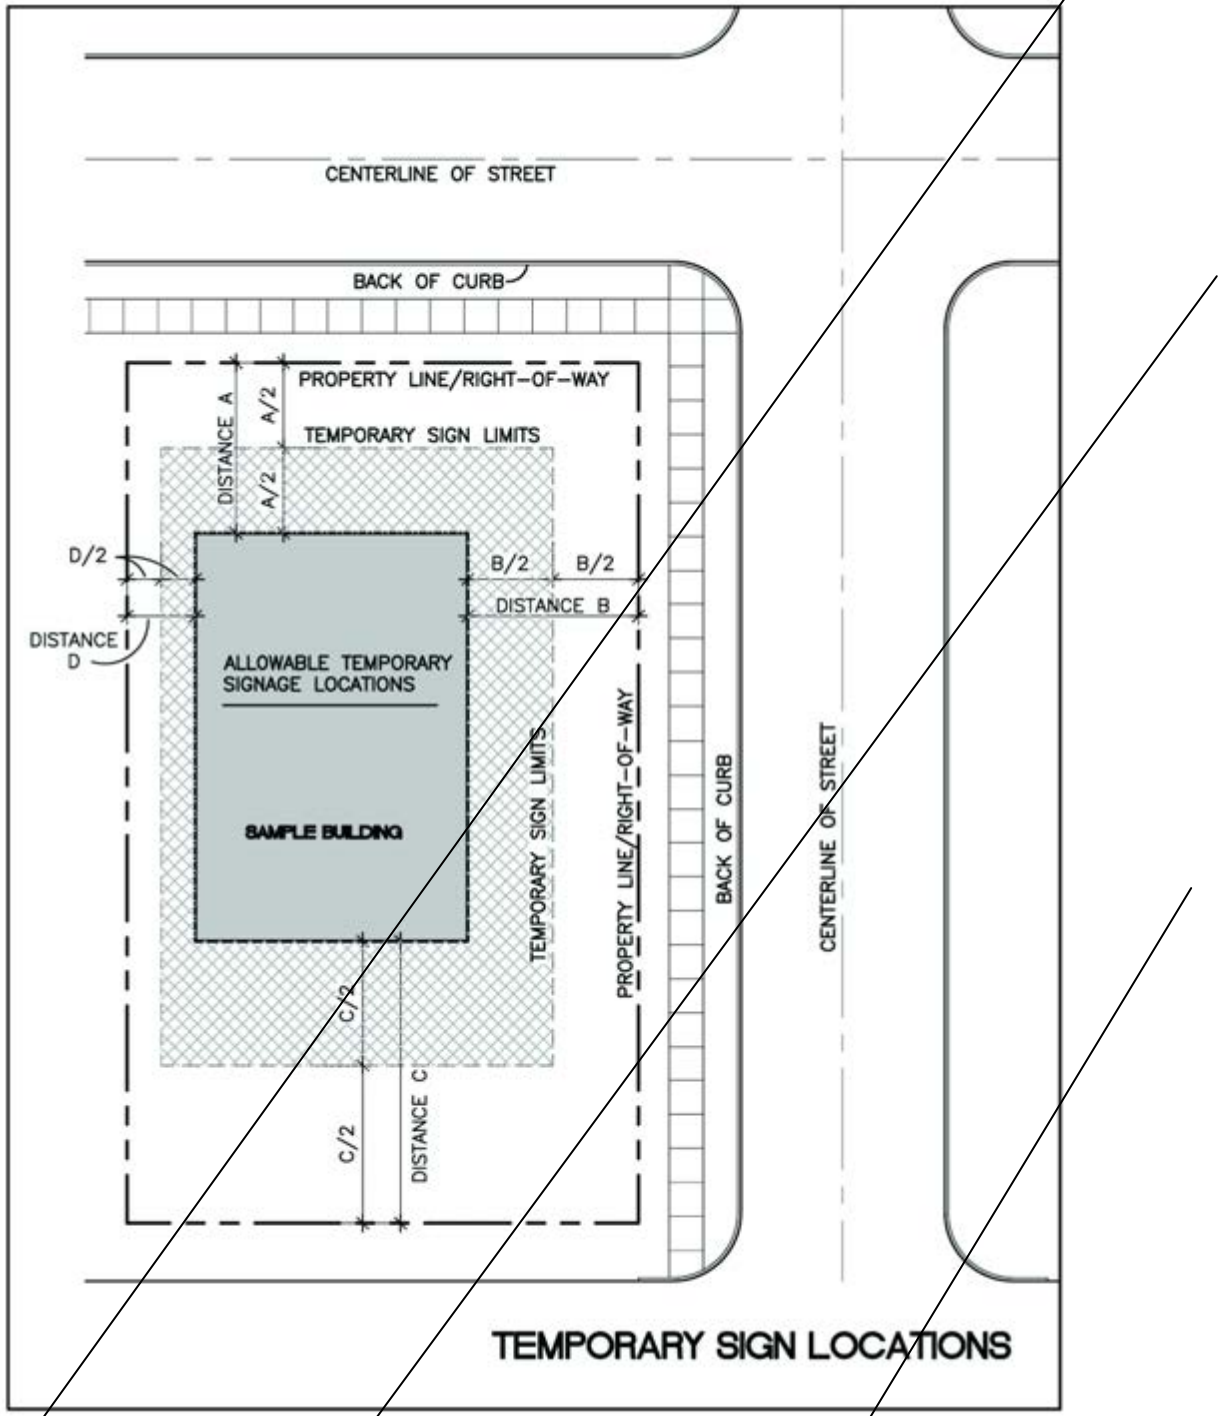 CENTERLINE OF STREET
BACK OF CURB
PROPERTY LINE/RIGHT-OF-WAY
DISTANCE A
A/2
TEMPORARY SIGN LIMITS
A/2
D/2
B/2
B/2
DISTANCE B
DISTANCE
D
ALLOWABLE TEMPORARY
SIGNAGE LOCATIONS
SAMPLE BUILDING
TEMPORARY SIGN LIMITS
PROPERTY LINE/RIGHT-OF-WAY
BACK OF CURB
CENTERLINE OF STREET
C/2
C/2
DISTANCE C
TEMPORARY SIGN LOCATIONS